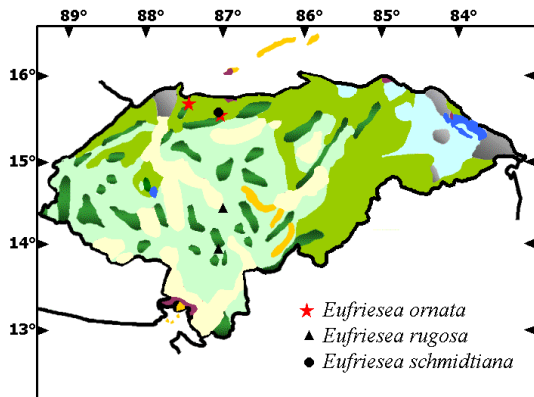 89° 88° 87° 86° 85° 84°
16°
15°
14°
13°
Eufriesea ornata
Eufriesea rugosa
Eufriesea schmidtiana